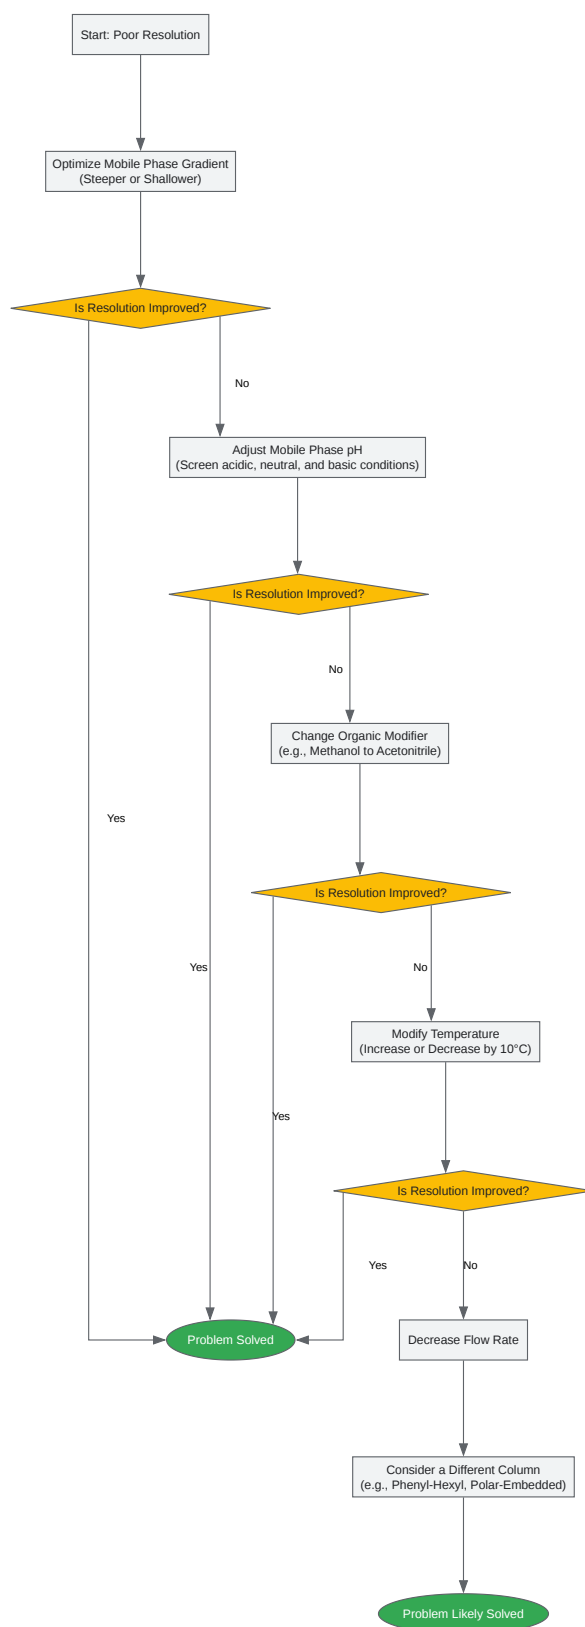 Start: Poor Resolution
Optimize Mobile Phase Gradient
(Steeper or Shallower)
Is Resolution Improved?
No
Adjust Mobile Phase pH
(Screen acidic, neutral, and basic conditions)
Is Resolution Improved?
No
Change Organic Modifier
(e.g., Methanol to Acetonitrile)
Yes
Is Resolution Improved?
Yes
No
Modify Temperature
(Increase or Decrease by 10°C)
Yes
Is Resolution Improved?
Yes
No
Problem Solved
Decrease Flow Rate
Consider a Different Column
(e.g., Phenyl-Hexyl, Polar-Embedded)
Problem Likely Solved